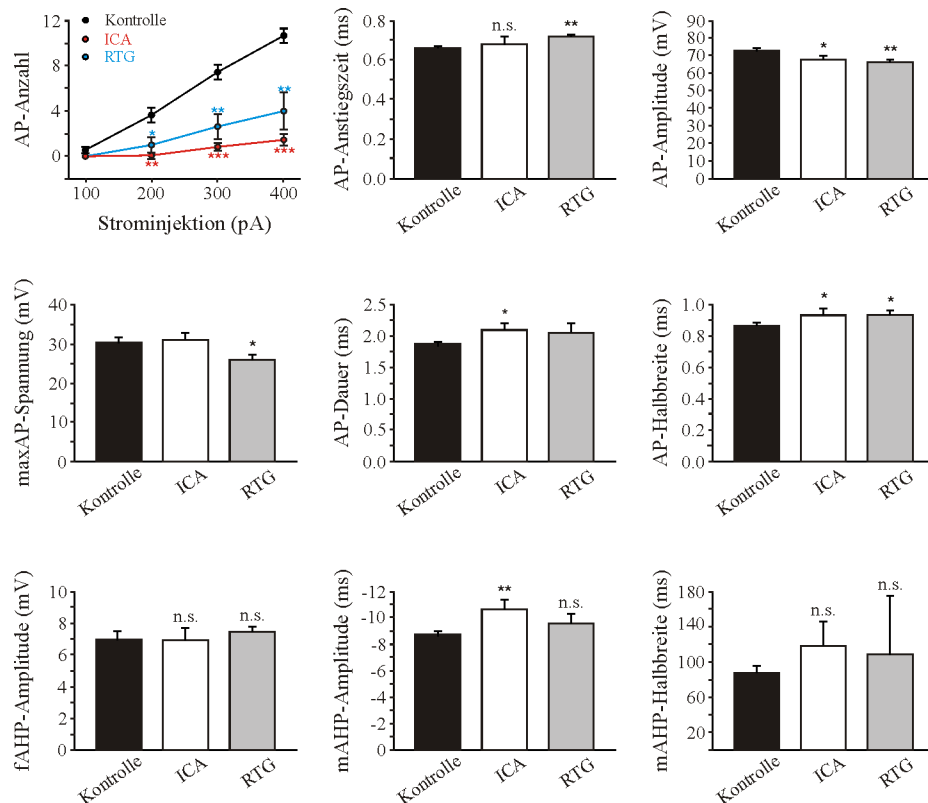 AP-Anzahl
12
8
4
0
Kontrolle
ICA
RTG
*
**
**
**
***
***
100 200 300 400
Strominjektion (pA)
AP-Anstiegszeit (ms)
0.8
0.6
0.4
0.2
0.0
n.s.
**
Kontrolle
ICA
RTG
AP-Amplitude (mV)
90
80
70
60
50
40
30
20
10
0
*
**
Kontrolle
ICA
RTG
maxAP-Spannung (mV)
40
30
20
30
0
*
Kontrolle
ICA
RTG
AP-Dauer (ms)
2.5
2.0
1.5
1.0
0.5
0.0
*
Kontrolle
ICA
RTG
AP-Halbbreite (ms)
1.0
0.8
0.6
0.4
0.2
0
*
*
Kontrolle
ICA
RTG
fAHP-Amplitude (mV)
10
8
6
4
2
0
n.s.
n.s.
Kontrolle
ICA
RTG
mAHP-Amplitude (ms)
-12
-10
-8
-6
-4
-2
0
**
n.s.
Kontrolle
ICA
RTG
mAHP-Halbbreite (ms)
180
140
100
60
20
n.s.
n.s.
Kontrolle
ICA
RTG